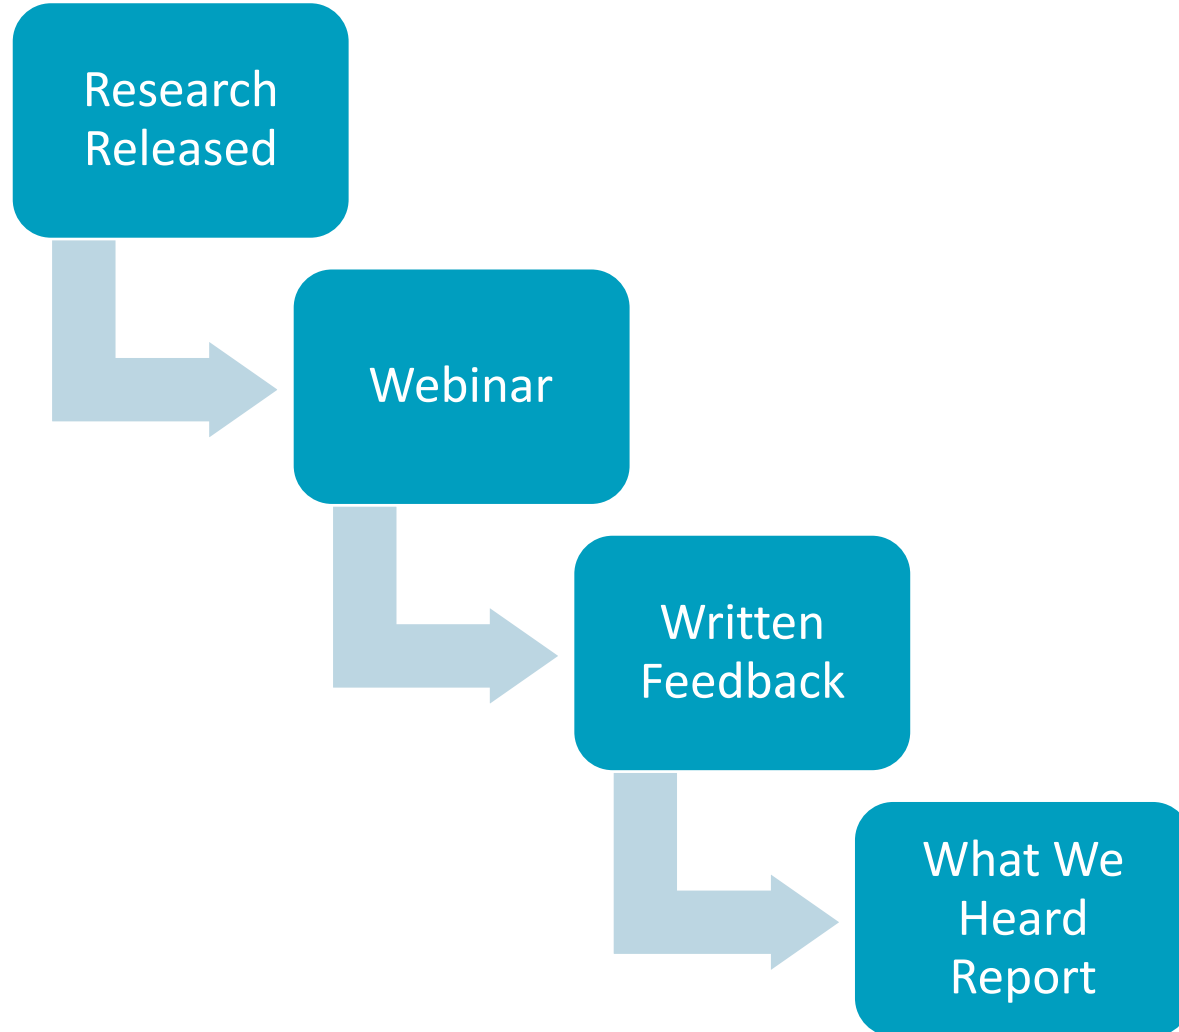 Research
Released
Webinar
Written
Feedback
What We
Heard
Report